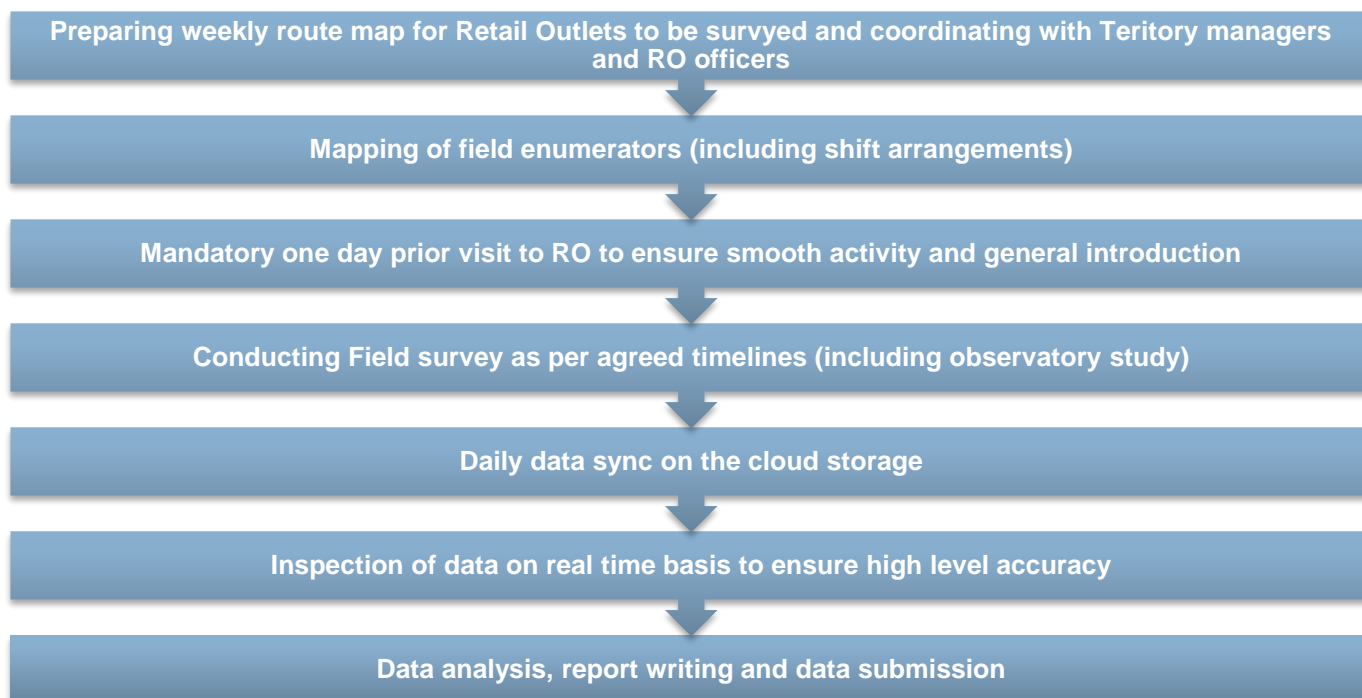 Preparing weekly route map for Retail Outlets to be survyed and coordinating with Teritory managers
and RO officers
Mapping of field enumerators (including shift arrangements)
Mandatory one day prior visit to RO to ensure smooth activity and general introduction
Conducting Field survey as per agreed timelines (including observatory study)
Daily data sync on the cloud storage
Inspection of data on real time basis to ensure high level accuracy
Data analysis, report writing and data submission